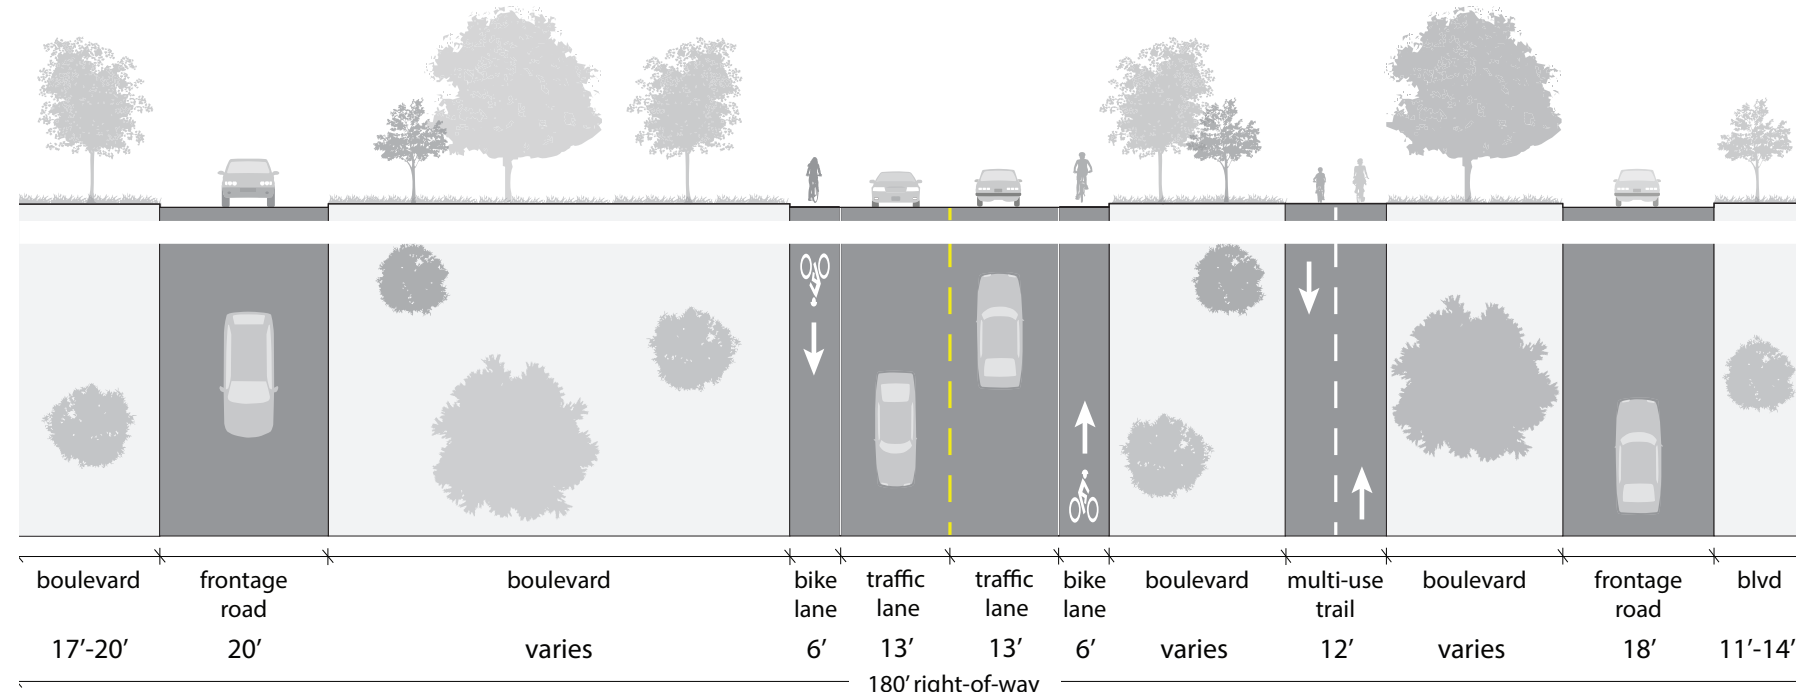 boulevard
frontage
road
boulevard
bike
lane
traffic
lane
traffic
lane
bike
lane
boulevard
multi-use
trail
boulevard
frontage
road
blvd
17’-20’
20’
varies
6’
13’
13’
6’
varies
12’
varies
18’
11’-14’
180’ right-of-way